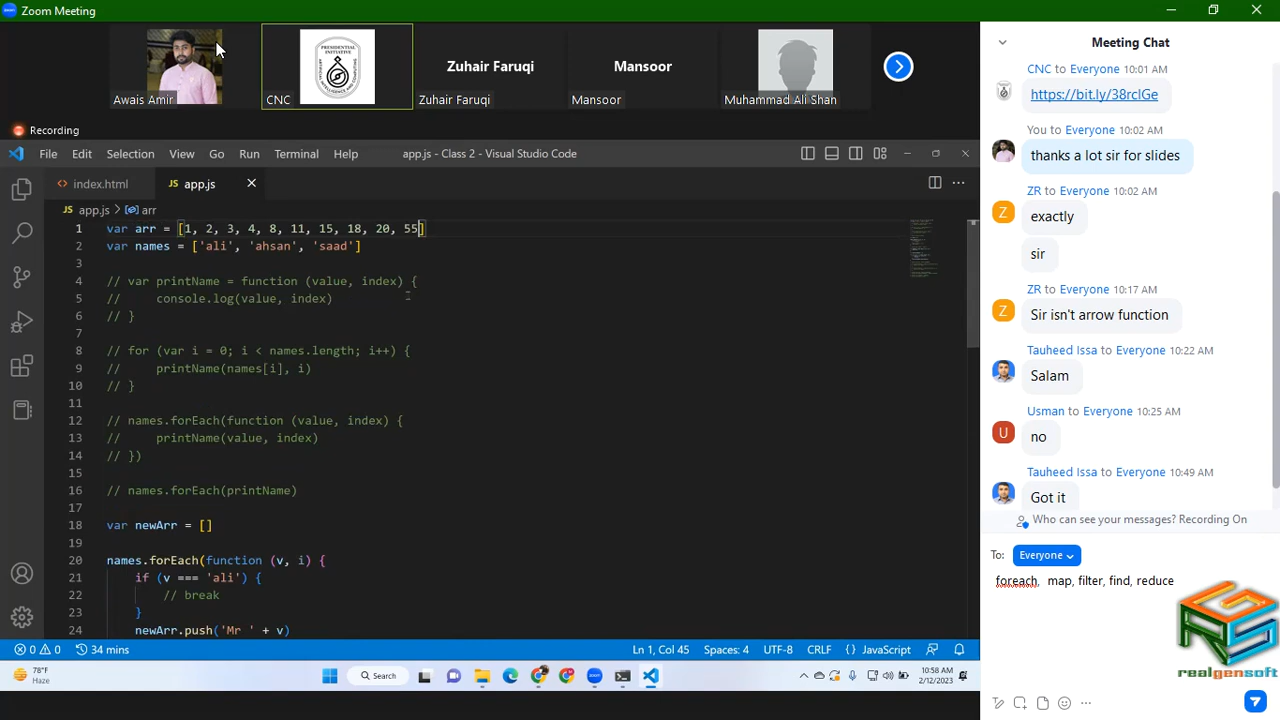 Zoom Meeting
Awais Amir
PRESIDENTIAL
INITIATIVE
CNC
Zuhair Faruqi
Zuhair Faruqi
Mansoor
Mansoor
Muhammad Ali Shan
Recording
File Edit Selection View Go Run Terminal Help
app.js - Class 2 - Visual Studio Code
index.html
JS app.js
JS app.js > arr
1 var arr = [1, 2, 3, 4, 8, 11, 15, 18, 20, 55]
2 var names = ['ali', 'ahsan', 'saad']
3
4 // var printName = function (value, index) {
5 // console.log(value, index)
6 // }
7
8 // for (var i = 0; i < names.length; i++) {
9 // printName(names[i], i)
10 // }
11
12 // names.forEach(function (value, index) {
13 // printName(value, index)
14 // })
15
16 // names.forEach(printName)
17
18 var newArr = []
19
20 names.forEach(function (v, i) {
21 if (v === 'ali') {
22 // break
23 }
24 newArr.push('Mr ' + v)
0 0 34 mins
Ln 1, Col 45 Spaces: 4 UTF-8 CRLF {} JavaScript
78°F
Haze
Search
10:58 AM
2/12/2023
Meeting Chat
CNC to Everyone 10:01 AM
https://bit.ly/38rclGe
You to Everyone 10:02 AM
thanks a lot sir for slides
ZR to Everyone 10:02 AM
Z
exactly
sir
ZR to Everyone 10:17 AM
Z
Sir isn't arrow function
Tauheed Issa to Everyone 10:22 AM
Salam
Usman to Everyone 10:25 AM
U
no
Tauheed Issa to Everyone 10:49 AM
Got it
Who can see your messages? Recording On
To: Everyone
foreach, map, filter, find, reduce
realgensoft